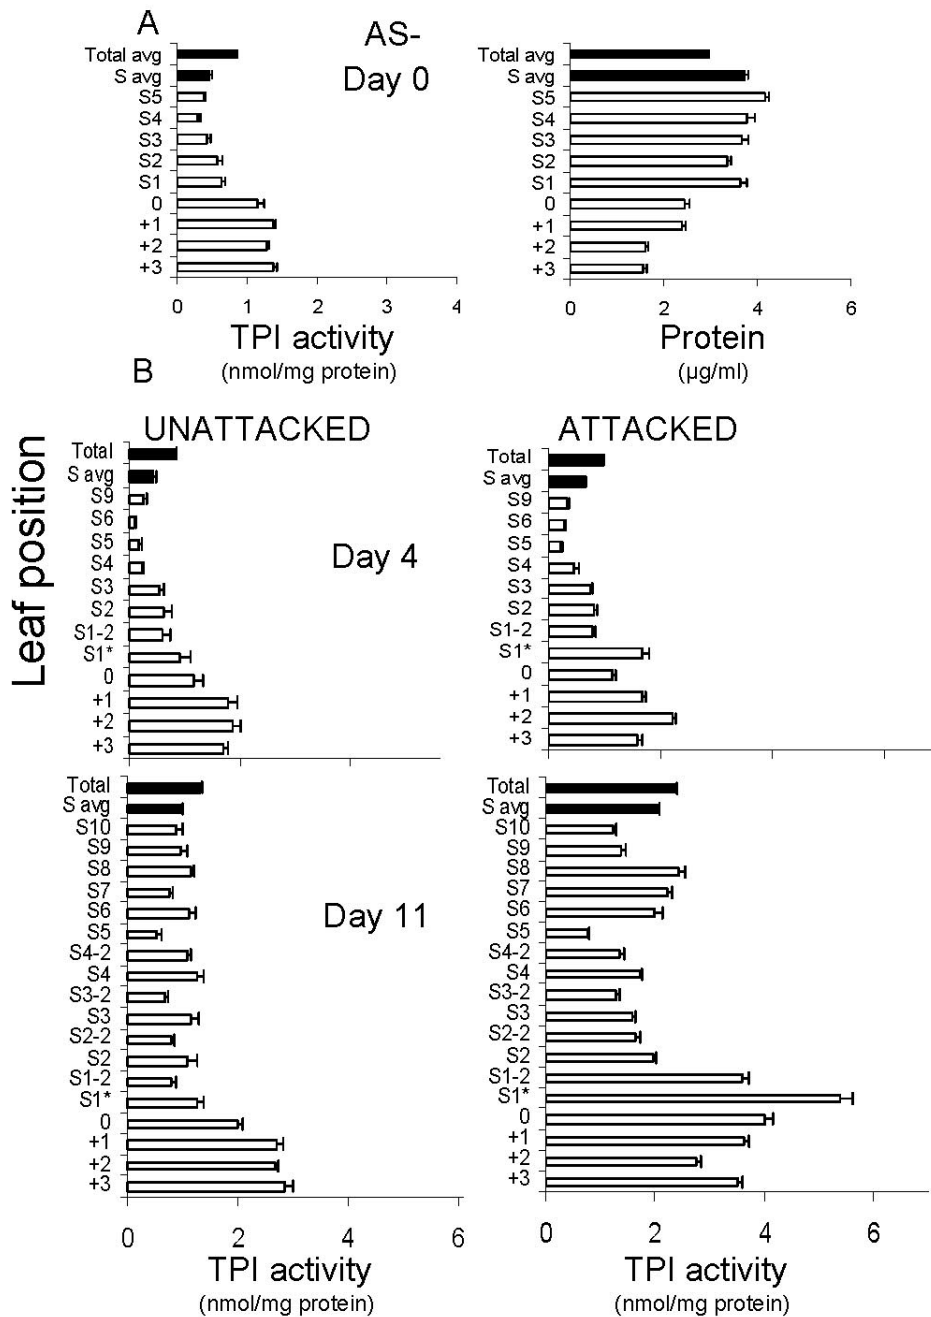 A
AS-
Day 0
Total avg
S avg
S5
S4
S3
S2
S1
0
+1
+2
+3
0 1 2 3 4
TPI activity
(nmol/mg protein)
Total avg
S avg
S5
S4
S3
S2
S1
0
+1
+2
+3
0 2 4 6
Protein
(µg/ml)
B
Leaf position
UNATTACKED
ATTACKED
Day 4
Total
S avg
S9
S6
S5
S4
S3
S2
S1-2
S1*
0
+1
+2
+3
Total
S avg
S9
S6
S5
S4
S3
S2
S1-2
S1*
0
+1
+2
+3
Day 11
Total
S avg
S10
S9
S8
S7
S6
S5
S4-2
S4
S3-2
S3
S2-2
S2
S1-2
S1*
0
+1
+2
+3
0 2 4 6
TPI activity
(nmol/mg protein)
Total
S avg
S10
S9
S8
S7
S6
S5
S4-2
S4
S3-2
S3
S2-2
S2
S1-2
S1*
0
+1
+2
+3
0 2 4 6
TPI activity
(nmol/mg protein)